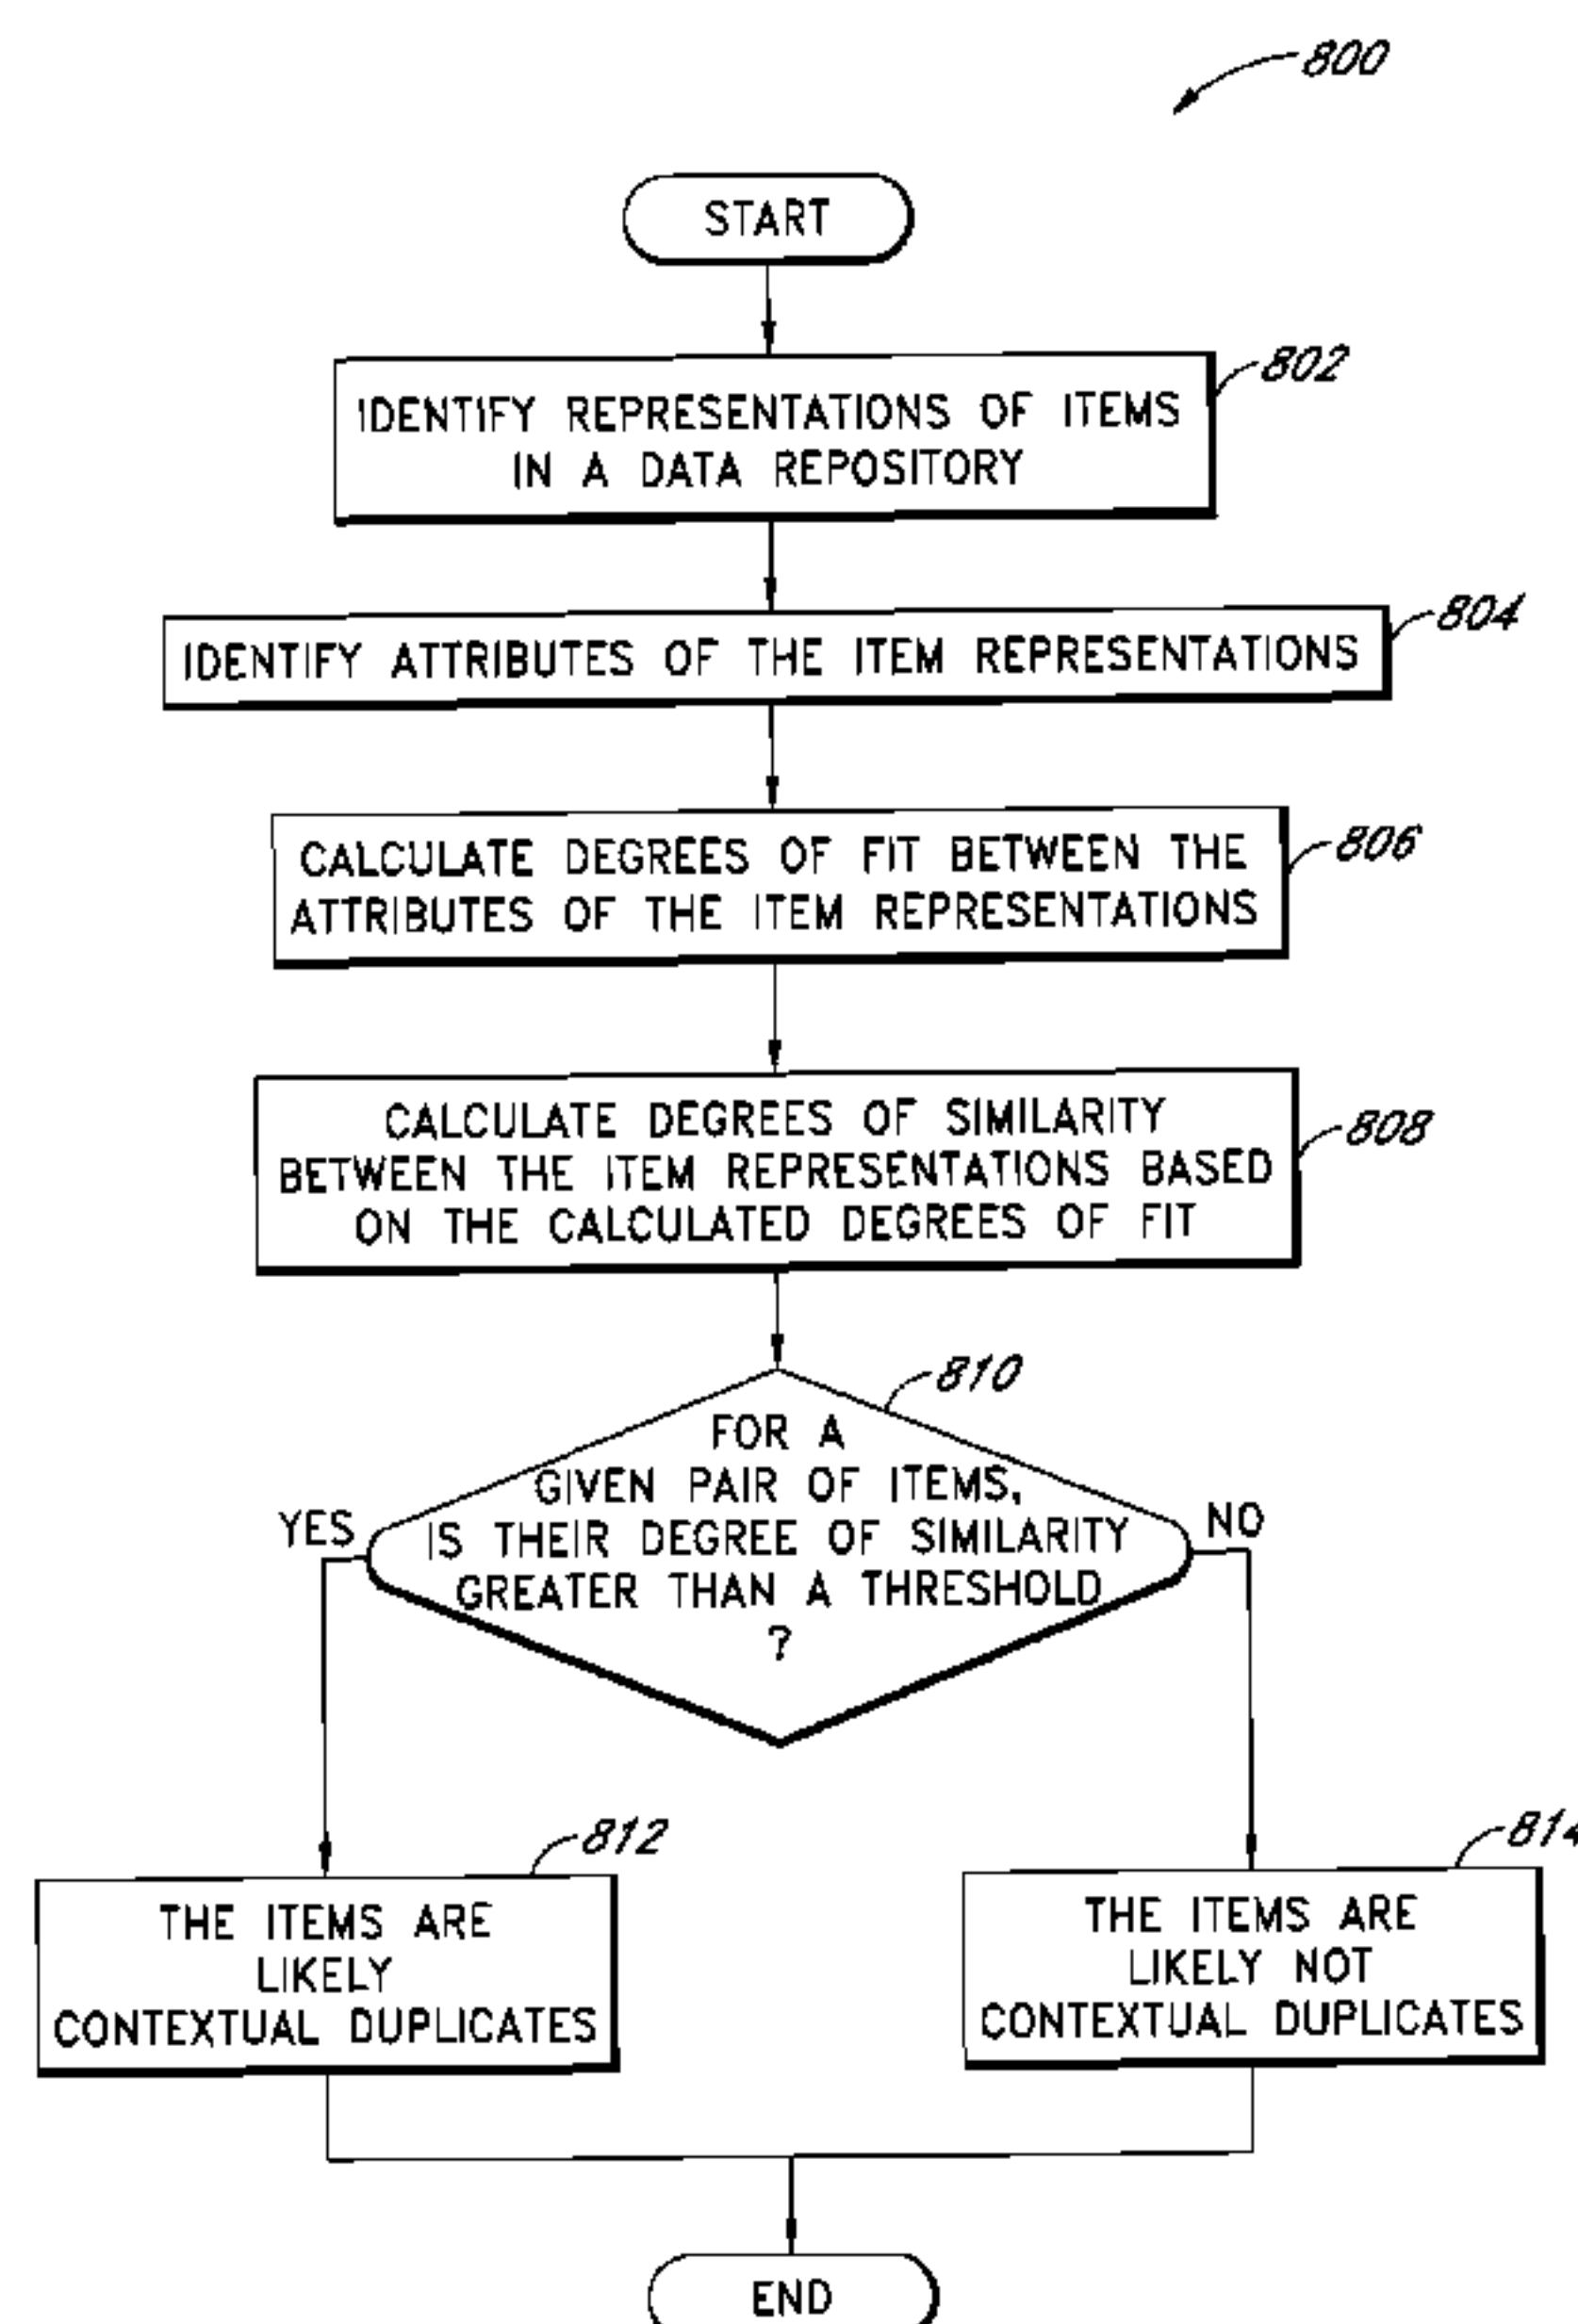 800
START
802
IDENTIFY REPRESENTATIONS OF ITEMS
IN A DATA REPOSITORY
804
IDENTIFY ATTRIBUTES OF THE ITEM REPRESENTATIONS
806
CALCULATE DEGREES OF FIT BETWEEN THE
ATTRIBUTES OF THE ITEM REPRESENTATIONS
808
CALCULATE DEGREES OF SIMILARITY
BETWEEN THE ITEM REPRESENTATIONS BASED
ON THE CALCULATED DEGREES OF FIT
810
FOR A
GIVEN PAIR OF ITEMS,
IS THEIR DEGREE OF SIMILARITY
GREATER THAN A THRESHOLD
?
YES
NO
812
THE ITEMS ARE
LIKELY
CONTEXTUAL DUPLICATES
814
THE ITEMS ARE
LIKELY NOT
CONTEXTUAL DUPLICATES
END